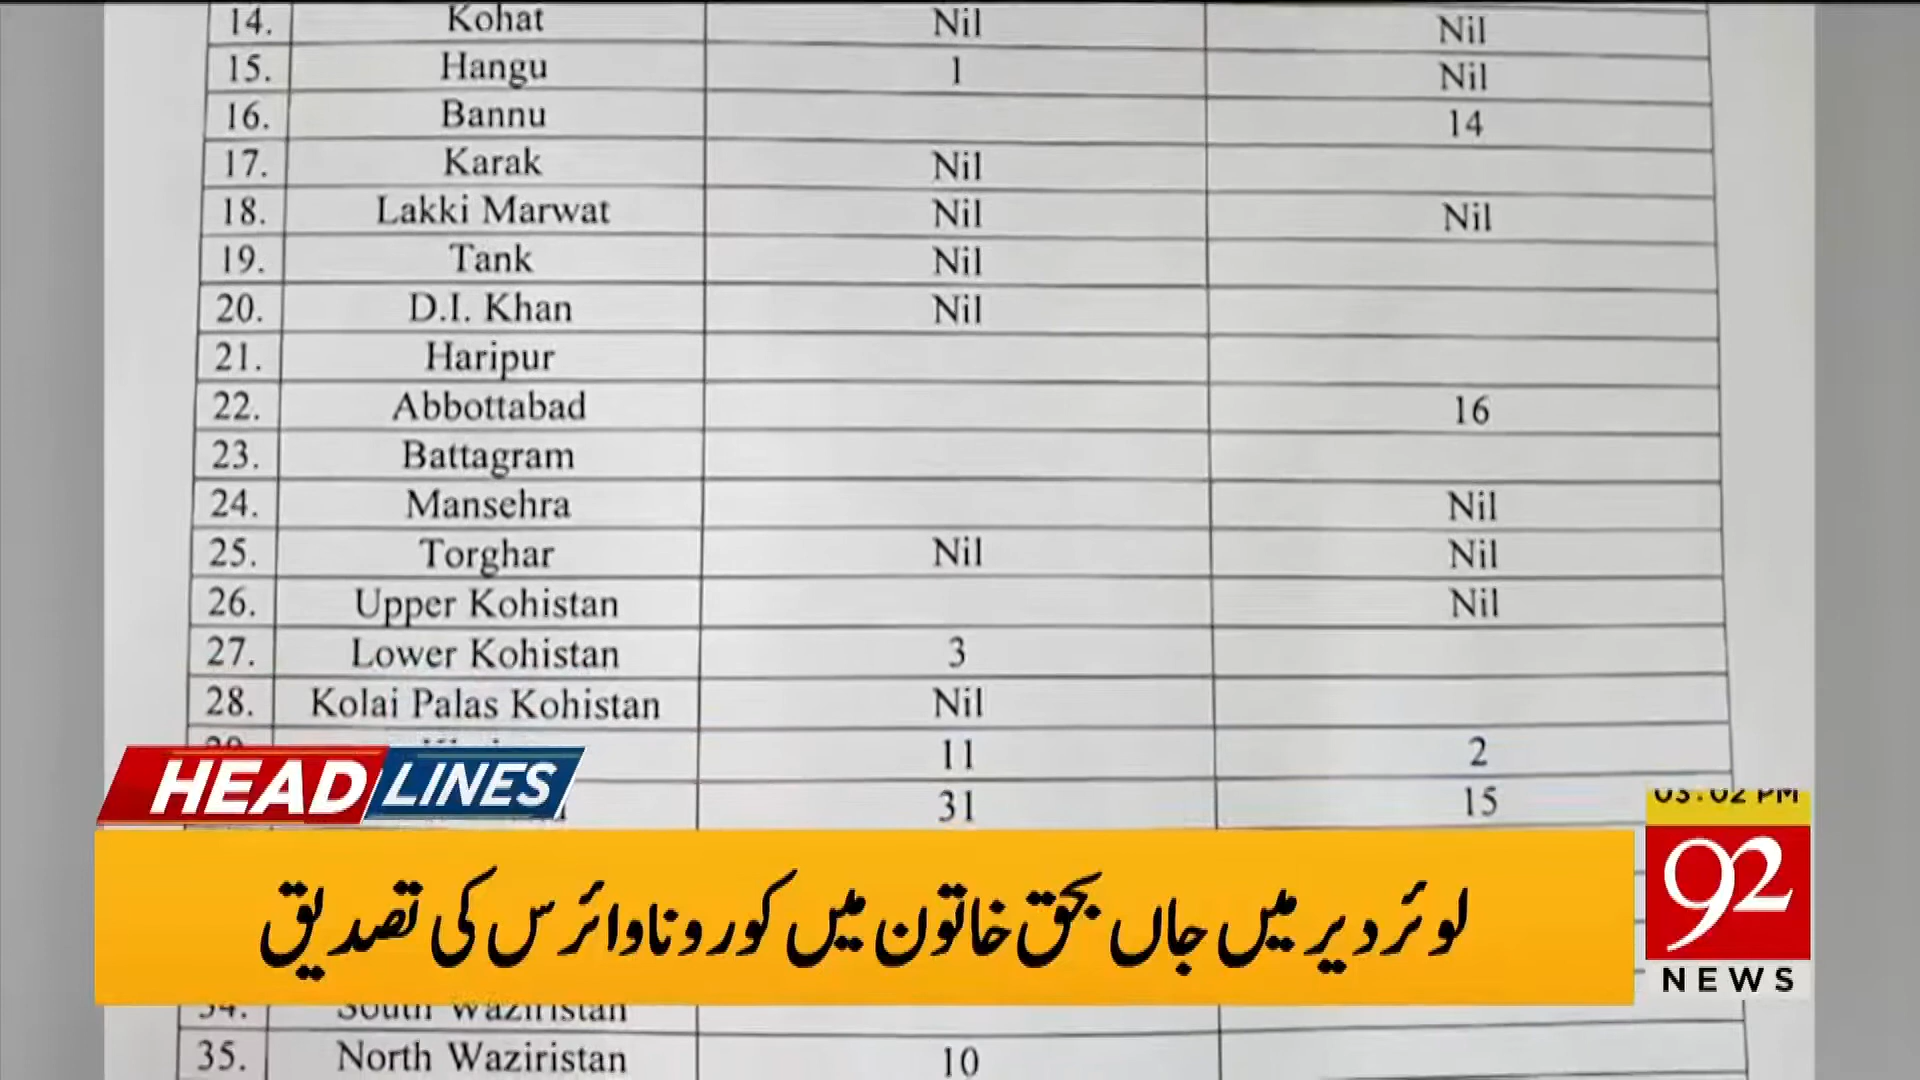 14. Kohat Nil Nil
15. Hangu 1 Nil
16. Bannu 14
17. Karak Nil
18. Lakki Marwat Nil Nil
19. Tank Nil
20. D.I. Khan Nil
21. Haripur
22. Abbottabad 16
23. Battagram
24. Mansehra Nil
25. Torghar Nil Nil
26. Upper Kohistan Nil
27. Lower Kohistan 3
28. Kolai Palas Kohistan Nil
11 2
31 15
HEADLINES
03:02 PM
لوئر دیر میں جاں بحق خاتون میں کورونا وائرس کی تصدیق
92
NEWS
34. South Waziristan
35. North Waziristan 10